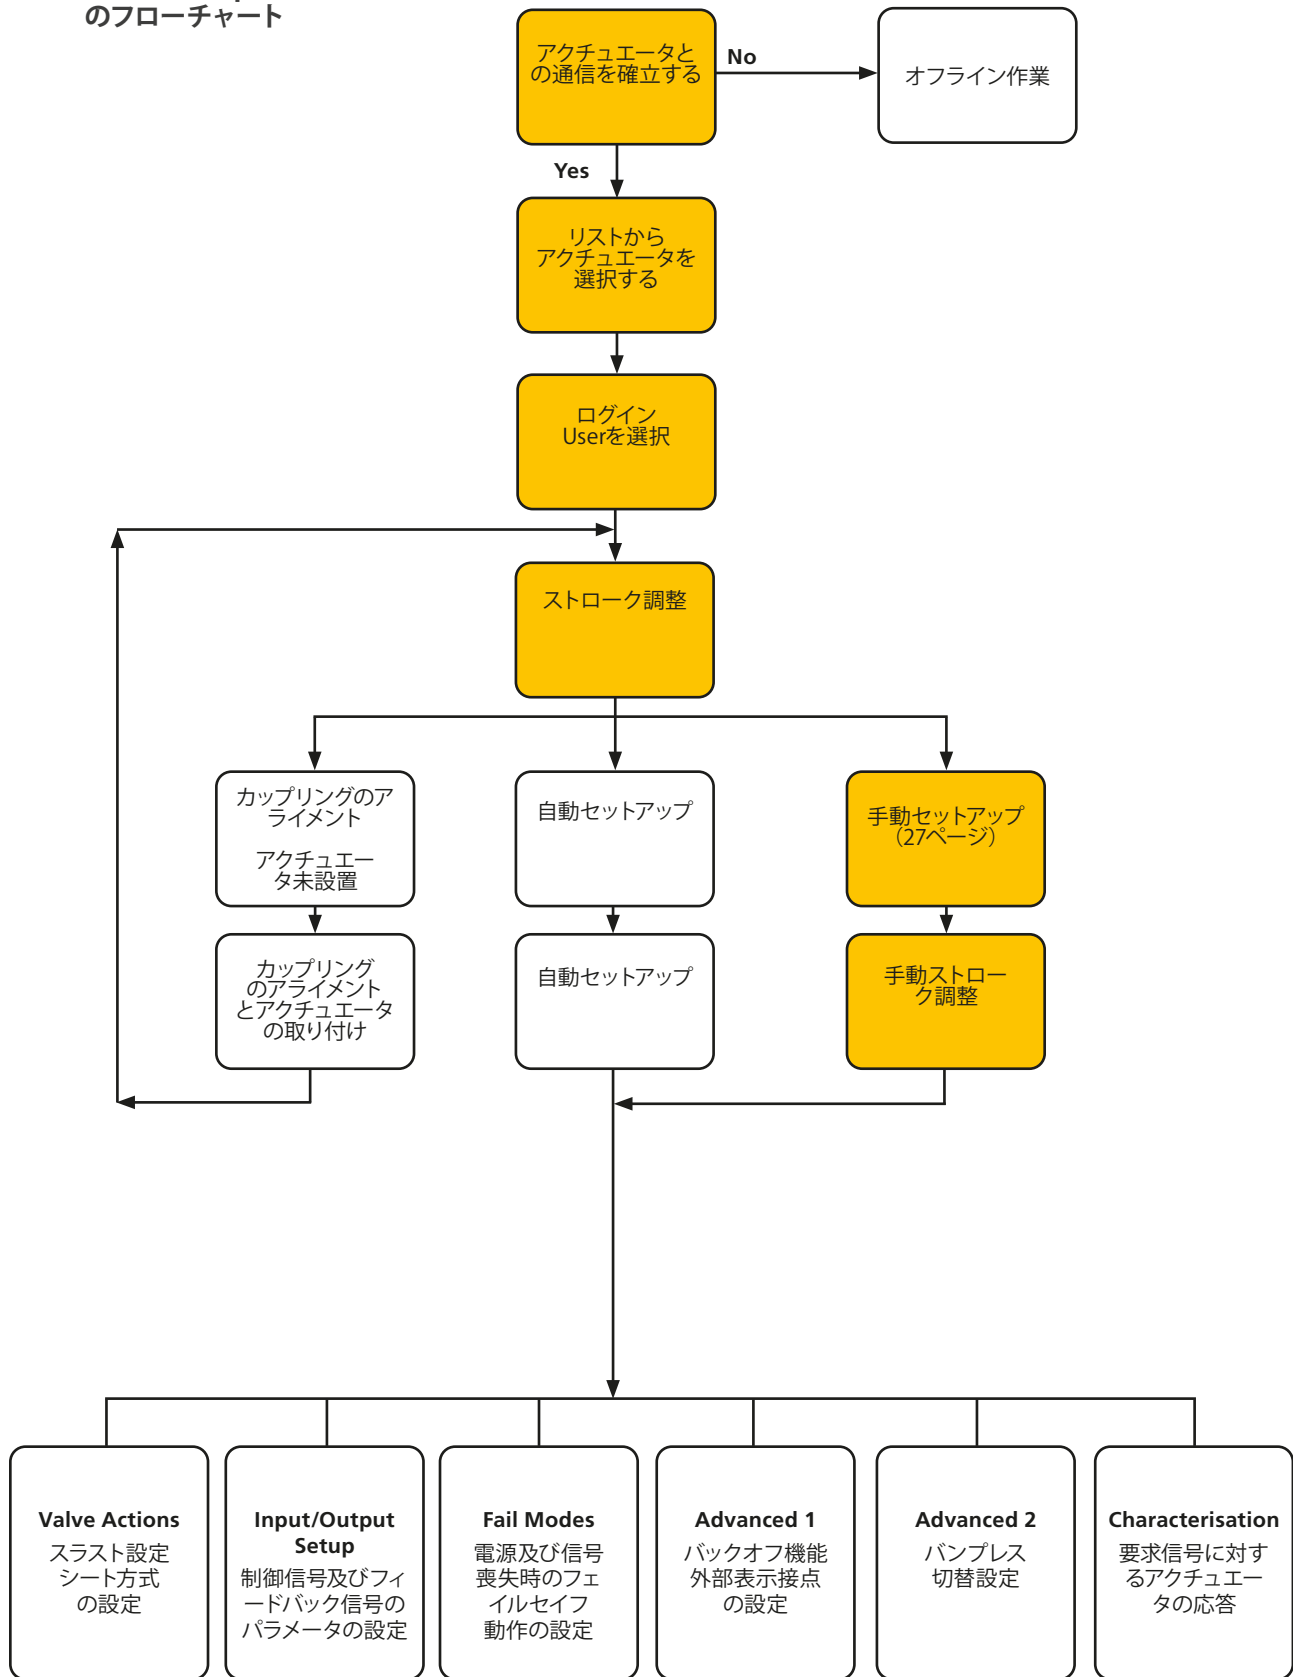 のフローチャート
アクチュエータと
の通信を確立する
No
オフライン作業
Yes
リストから
アクチュエータを
選択する
ログイン
Userを選択
ストローク調整
カップリングのア
ライメント
アクチュエー
タ未設置
自動セットアップ
手動セットアップ
（27ページ）
カップリング
のアライメント
とアクチュエータ
の取り付け
自動セットアップ
手動ストロー
ク調整
Valve Actions
スラスト設定
シート方式
の設定
Input/Output
Setup
制御信号及びフィ
ードバック信号の
パラメータの設定
Fail Modes
電源及び信号
喪失時のフェ
イルセイフ
動作の設定
Advanced 1
バックオフ機能
外部表示接点
の設定
Advanced 2
バンプレス
切替設定
Characterisation
要求信号に対す
るアクチュエー
タの応答